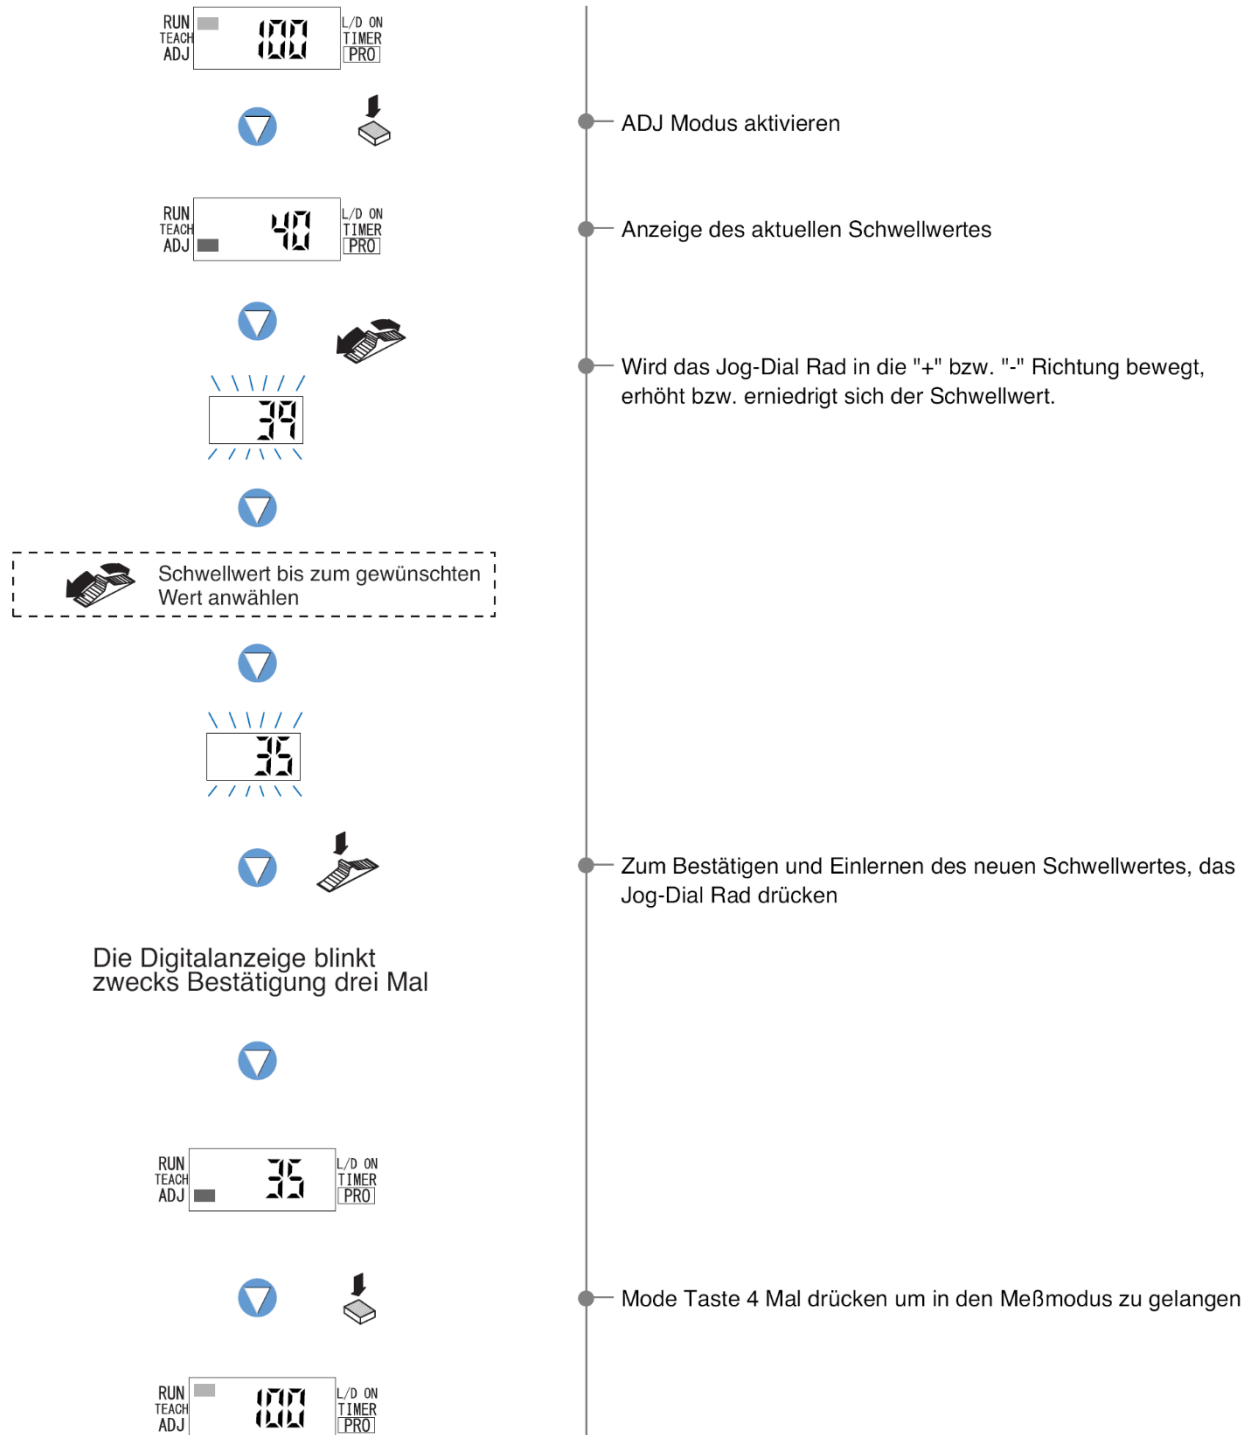 RUN
TEACH
ADJ
100
L/D ON
TIMER
PRO
ADJ Modus aktivieren
RUN
TEACH
ADJ
40
L/D ON
TIMER
PRO
Anzeige des aktuellen Schwellwertes
Wird das Jog-Dial Rad in die "+" bzw. "-" Richtung bewegt,
erhöht bzw. erniedrigt sich der Schwellwert.
39
Schwellwert bis zum gewünschten
Wert anwählen
35
Zum Bestätigen und Einlernen des neuen Schwellwertes, das
Jog-Dial Rad drücken
Die Digitalanzeige blinkt
zwecks Bestätigung drei Mal
RUN
TEACH
ADJ
35
L/D ON
TIMER
PRO
Mode Taste 4 Mal drücken um in den Meßmodus zu gelangen
RUN
TEACH
ADJ
100
L/D ON
TIMER
PRO